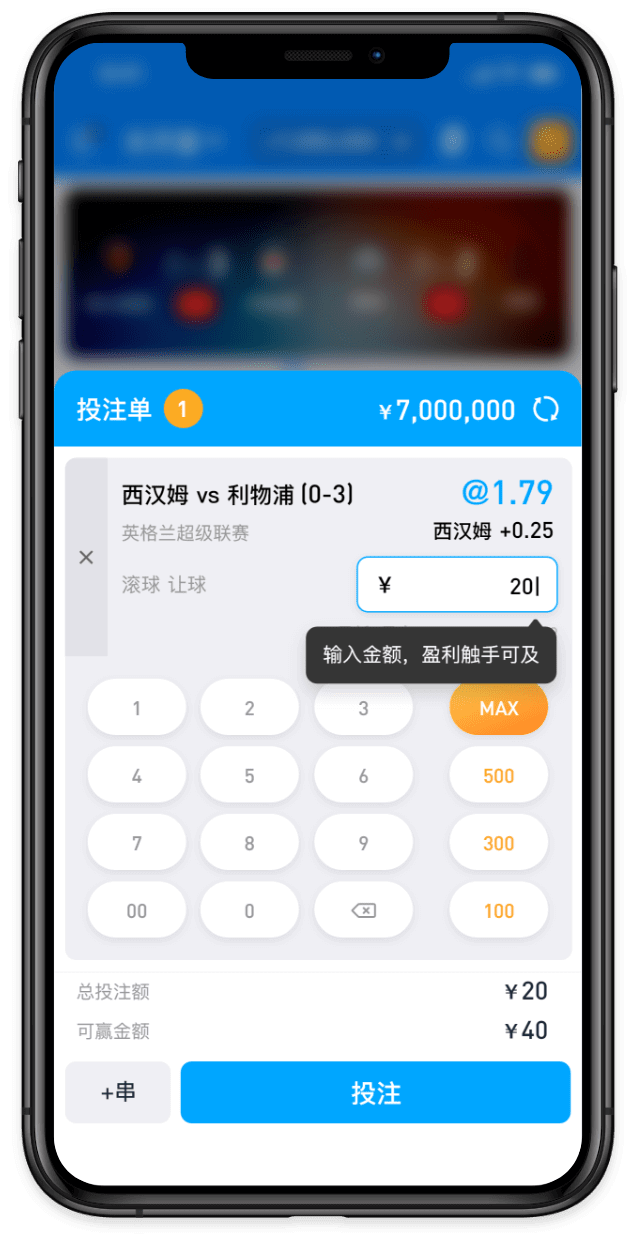 投注单 1 ¥7,000,000
西汉姆 vs 利物浦 (0-3) @1.79
英格兰超级联赛 西汉姆 +0.25
滚球 让球 ¥ 20
输入金额，盈利触手可及
1 2 3 MAX
4 5 6 500
7 8 9 300
00 0 100
总投注额 ¥20
可赢金额 ¥40
+串 投注